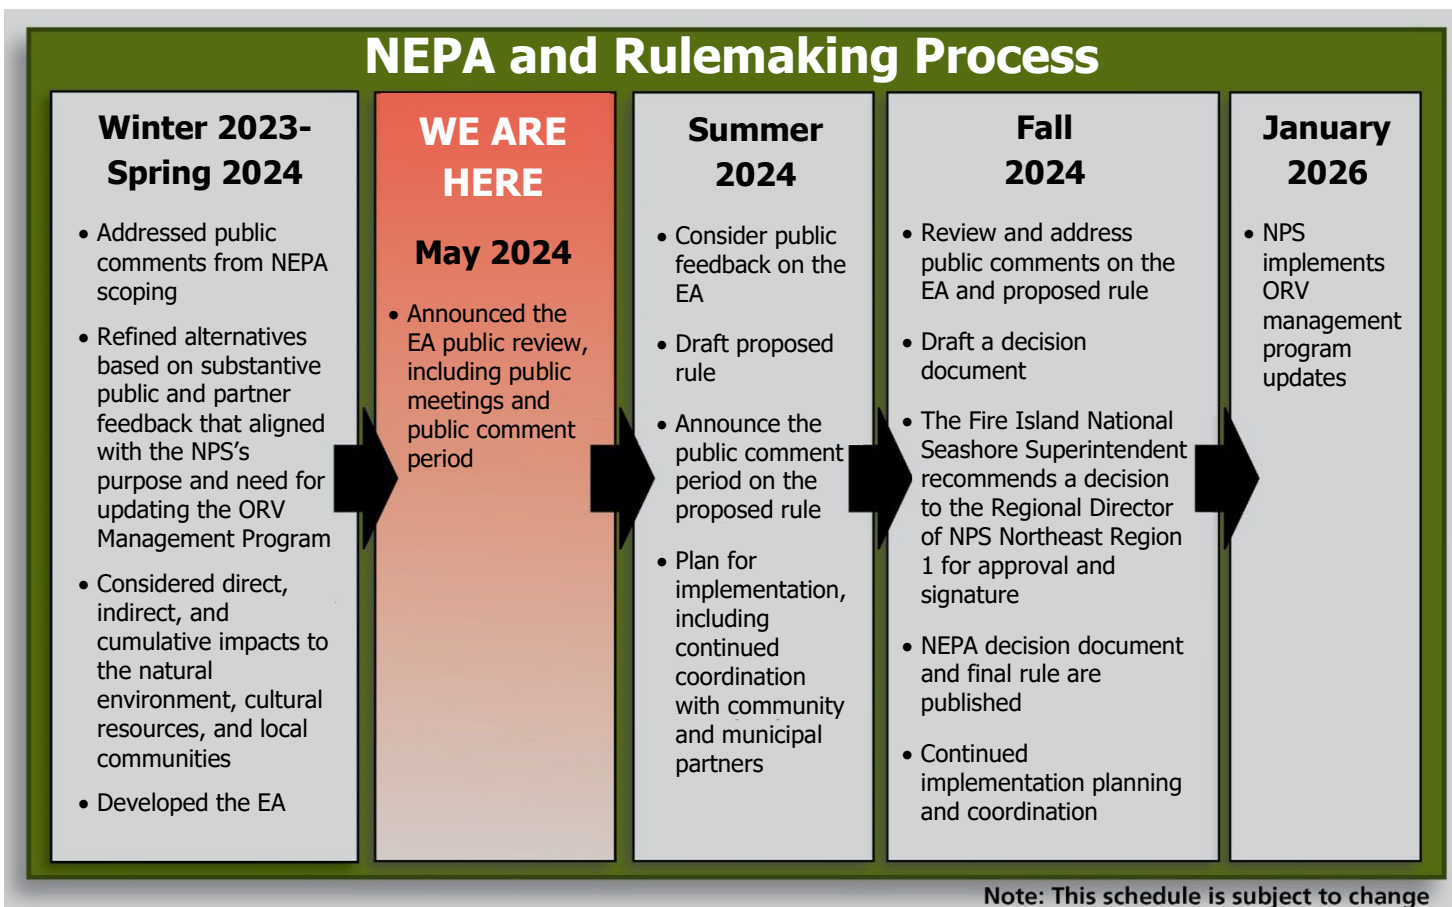 NEPA and Rulemaking Process
Winter 2023-
Spring 2024
• Addressed public
comments from NEPA
scoping
• Refined alternatives
based on substantive
public and partner
feedback that aligned
with the NPS’s
purpose and need for
updating the ORV
Management Program
• Considered direct,
indirect, and
cumulative impacts to
the natural
environment, cultural
resources, and local
communities
• Developed the EA
WE ARE
HERE
May 2024
• Announced the
EA public review,
including public
meetings and
public comment
period
Summer
2024
• Consider public
feedback on the
EA
• Draft proposed
rule
• Announce the
public comment
period on the
proposed rule
• Plan for
implementation,
including
continued
coordination
with community
and municipal
partners
Fall
2024
• Review and address
public comments on the
EA and proposed rule
• Draft a decision
document
• The Fire Island National
Seashore Superintendent
recommends a decision
to the Regional Director
of NPS Northeast Region
1 for approval and
signature
• NEPA decision document
and final rule are
published
• Continued
implementation planning
and coordination
January
2026
• NPS
implements
ORV
management
program
updates
Note: This schedule is subject to change